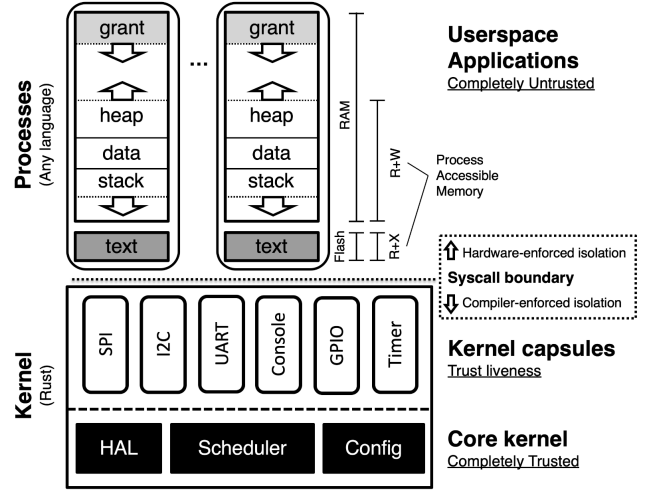 grant
heap
data
stack
text
...
grant
heap
data
stack
text
Processes
(Any language)
RAM
R+W
Flash
R+X
Userspace
Applications
Completely Untrusted
Process
Accessible
Memory
Hardware-enforced isolation
Syscall boundary
Compiler-enforced isolation
Kernel
(Rust)
SPI
I2C
UART
Console
GPIO
Timer
Kernel capsules
Trust liveness
HAL
Scheduler
Config
Core kernel
Completely Trusted